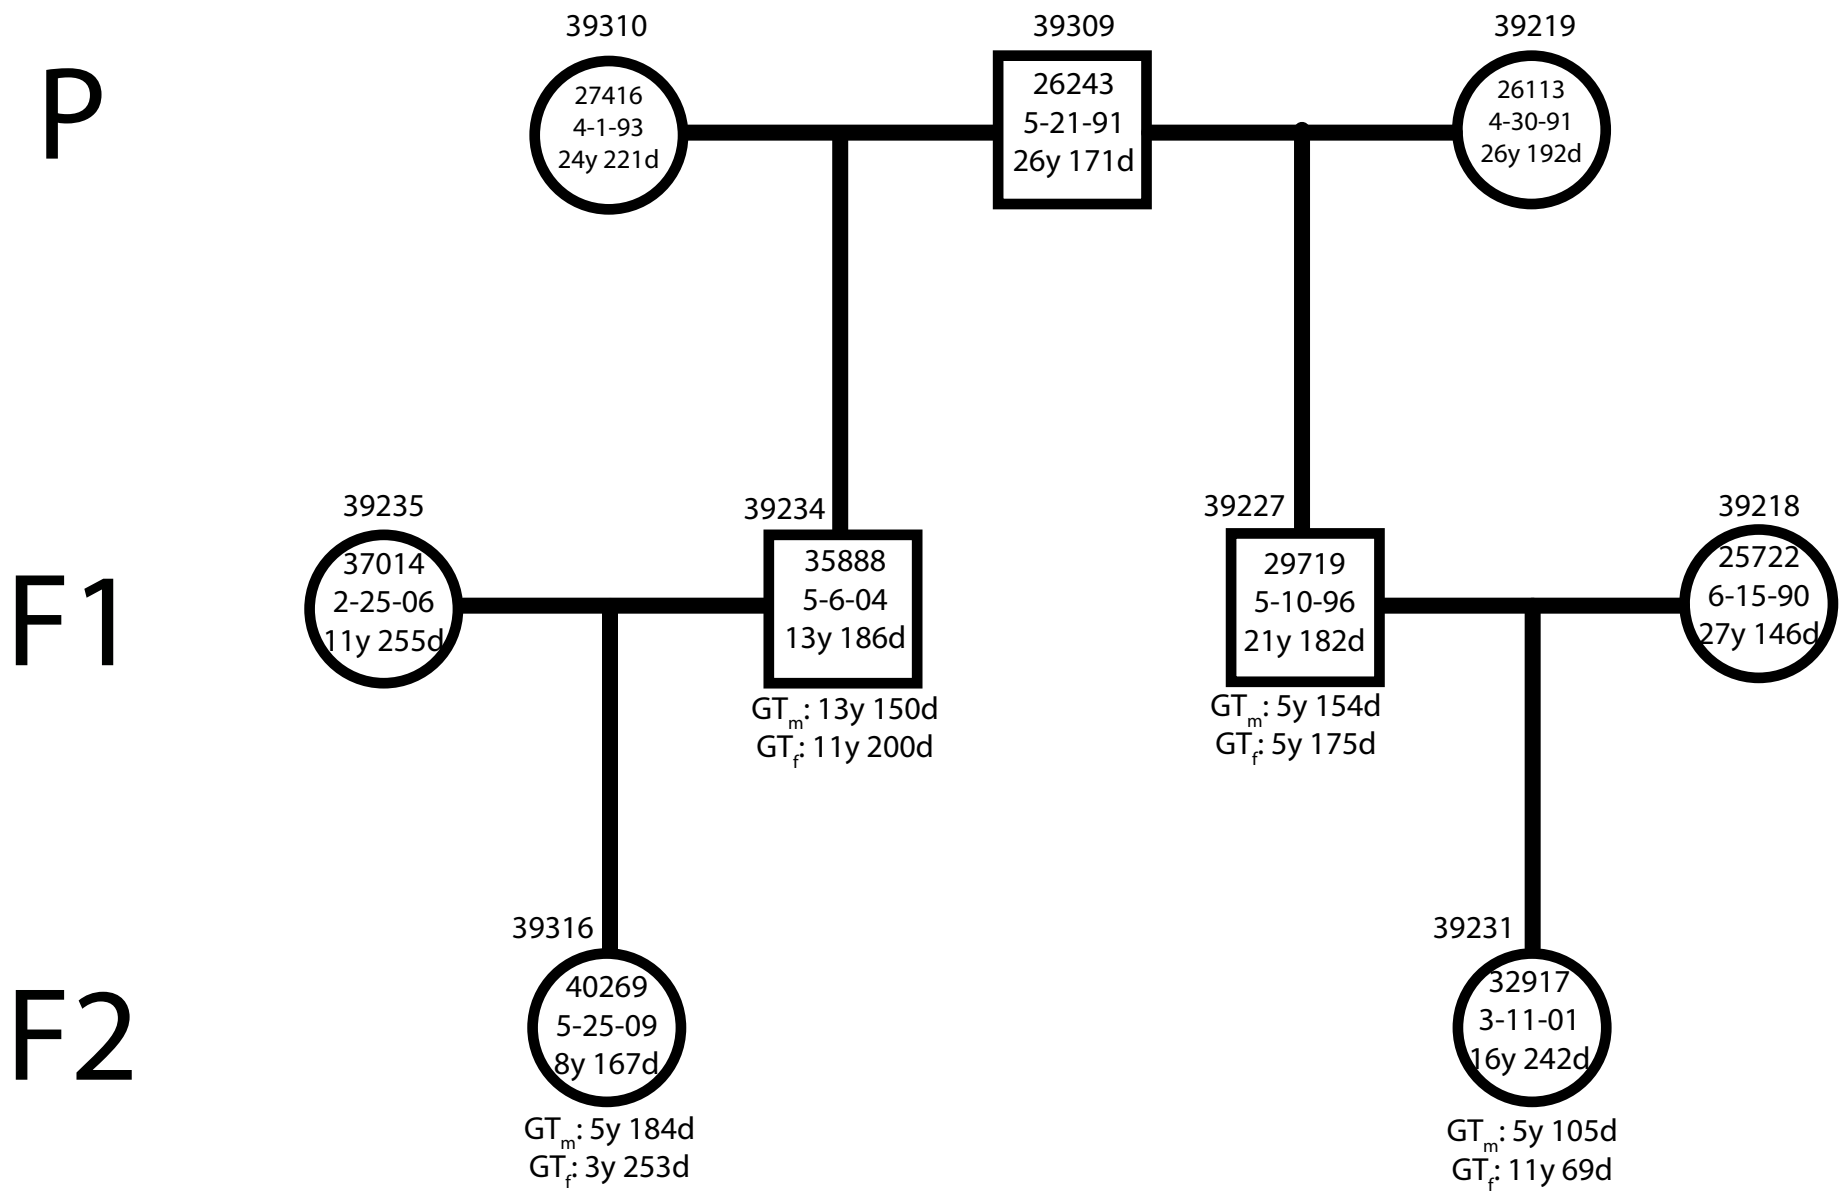 P
39310
27416
4-1-93
24y 221d
39309
26243
5-21-91
26y 171d
39219
26113
4-30-91
26y 192d
F1
39235
37014
2-25-06
11y 255d
39234
35888
5-6-04
13y 186d
GTm: 13y 150d
GTf: 11y 200d
39227
29719
5-10-96
21y 182d
GTm: 5y 154d
GTf: 5y 175d
39218
25722
6-15-90
27y 146d
F2
39316
40269
5-25-09
8y 167d
GTm: 5y 184d
GTf: 3y 253d
39231
32917
3-11-01
16y 242d
GTm: 5y 105d
GTf: 11y 69d